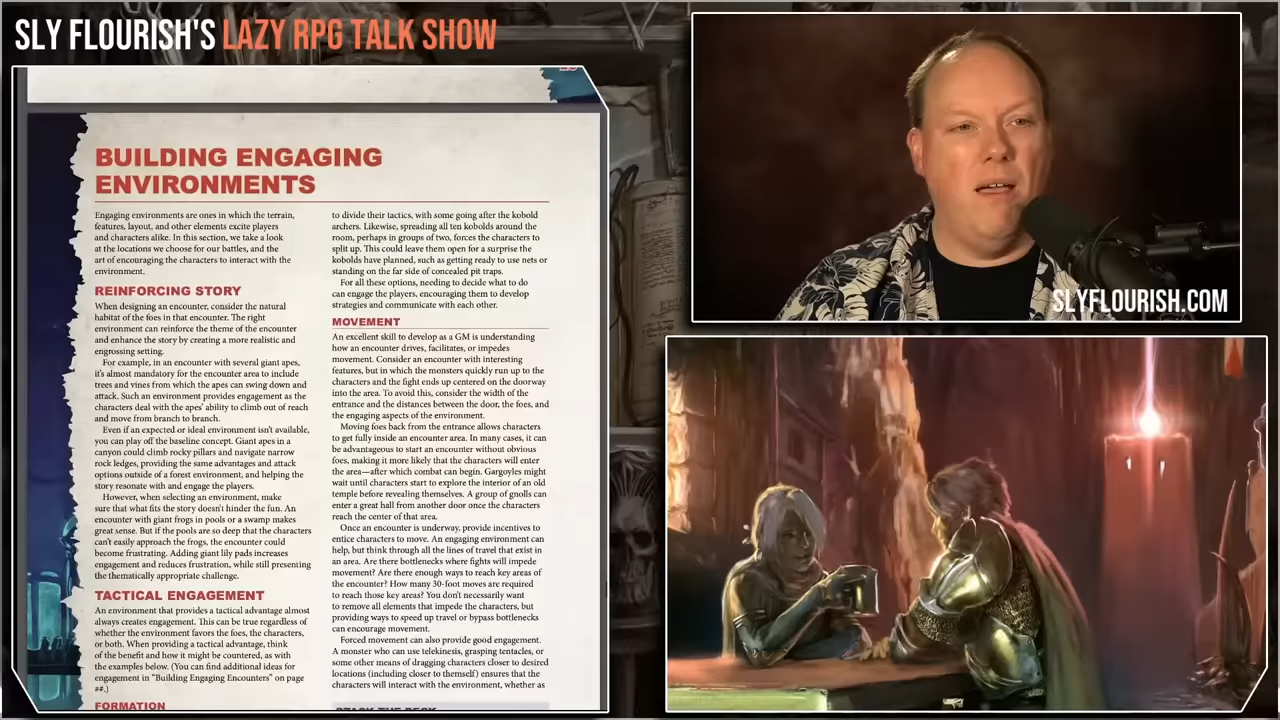 SLY FLOURISH'S LAZY RPG TALK SHOW
BUILDING ENGAGING
ENVIRONMENTS
Engaging environments are ones in which the terrain,
features, layout, and other elements excite players
and characters alike. In this section, we take a look
at the locations we choose for our battles, and the
art of encouraging the characters to interact with the
environment.
REINFORCING STORY
When designing an encounter, consider the natural
habitat of the foes in that encounter. The right
environment can reinforce the theme of the encounter
and enhance the story by creating a more realistic and
engrossing setting.
For example, in an encounter with several giant apes,
it's almost mandatory for the encounter area to include
trees and vines from which the apes can swing down and
attack. Such an environment provides engagement as the
characters deal with the apes' ability to climb out of reach
and move from branch to branch.
Even if an expected or ideal environment isn't available,
you can play off the baseline concept. Giant apes in a
canyon could climb rocky pillars and navigate narrow
rock ledges, providing the same advantages and attack
options outside of a forest environment, and helping the
story resonate with and engage the players.
However, when selecting an environment, make
sure that what fits the story doesn't hinder the fun. An
encounter with giant frogs in pools or a swamp makes
great sense. But if the pools are so deep that the characters
can't easily approach the frogs, the encounter could
become frustrating. Adding giant lily pads increases
engagement and reduces frustration, while still presenting
the thematically appropriate challenge.
TACTICAL ENGAGEMENT
An environment that provides a tactical advantage almost
always creates engagement. This can be true regardless of
whether the environment favors the foes, the characters,
or both. When providing a tactical advantage, think
of the benefit and how it might be countered, as with
the examples below. (You can find additional ideas for
engagement in "Building Engaging Encounters" on page
##.)
FORMATION
to divide their tactics, with some going after the kobold
archers. Likewise, spreading all ten kobolds around the
room, perhaps in groups of two, forces the characters to
split up. This could leave them open for a surprise the
kobolds have planned, such as getting ready to use nets or
standing on the far side of concealed pit traps.
For all these options, needing to decide what to do
can engage the players, encouraging them to develop
strategies and communicate with each other.
MOVEMENT
An excellent skill to develop as a GM is understanding
how an encounter drives, facilitates, or impedes
movement. Consider an encounter with interesting
features, but in which the monsters quickly run up to the
characters and the fight ends up centered on the doorway
into the area. To avoid this, consider the width of the
entrance and the distances between the door, the foes, and
the engaging aspects of the environment.
Moving foes back from the entrance allows characters
to get fully inside an encounter area. In many cases, it can
be advantageous to start an encounter without obvious
foes, making it more likely that the characters will enter
the area—after which combat can begin. Gargoyles might
wait until characters start to explore the interior of an old
temple before revealing themselves. A group of gnolls can
enter a great hall from another door once the characters
reach the center of that area.
Once an encounter is underway, provide incentives to
entice characters to move. An engaging environment can
help, but think through all the lines of travel that exist in
an area. Are there bottlenecks where fights will impede
movement? Are there enough ways to reach key areas of
the encounter? How many 30-foot moves are required
to reach those key areas? You don't necessarily want
to remove all elements that impede the characters, but
providing ways to speed up travel or bypass bottlenecks
can encourage movement.
Forced movement can also provide good engagement.
A monster who can use telekinesis, grasping tentacles, or
some other means of dragging characters closer to desired
locations (including closer to themself) ensures that the
characters will interact with the environment, whether as
STACK THE DECK
SLYFLOURISH.COM